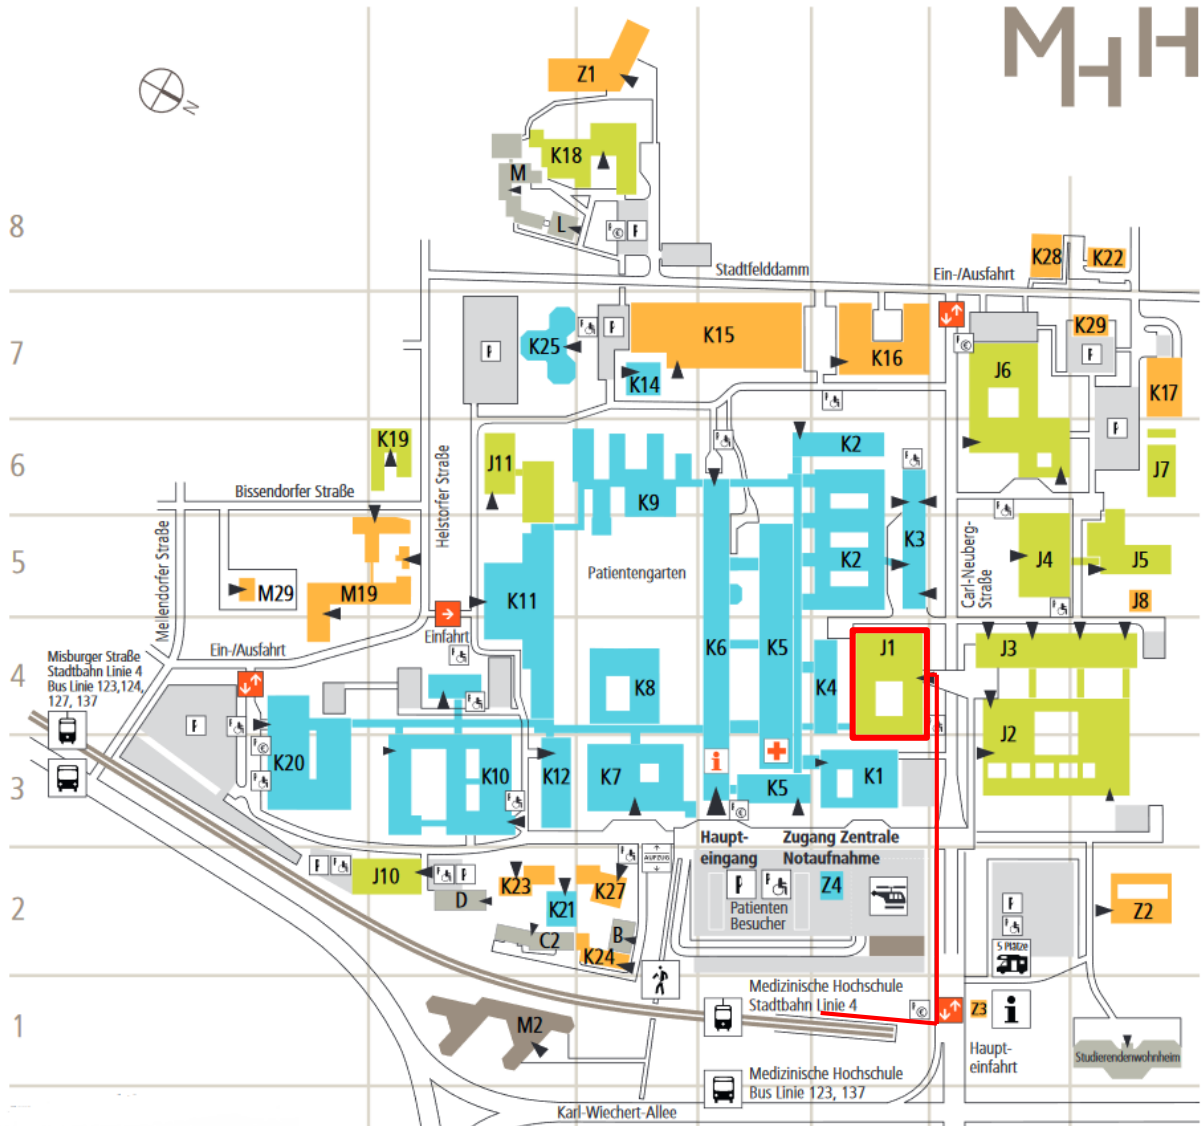 MHH
N
Z1
K18
M
L
P
€
P
8
Stadtfelddamm
Ein-/Ausfahrt
K28
K22
7
P
K25
P
P
K14
K15
K16
P
€
J6
K29
P
K17
P
P
6
K19
J11
K9
P
K2
P
J7
Bissendorfer Straße
Helstorfer Straße
Mellendorfer Straße
5
M29
M19
K11
Patientengarten
K6
K5
K2
K3
Carl-Neuberg-
Straße
P
J4
J5
J8
P
Einfahrt
P
Ein-/Ausfahrt
4
Misburger Straße
Stadtbahn Linie 4
Bus Linie 123,124,
127, 137
P
P
P
€
P
K20
P
K8
K4
J1
J3
J2
3
K10
P
K12
K7
i
K5
K1
P
€
Haupt-
eingang
Zugang Zentrale
Notaufnahme
P
P
Patienten
Besucher
Z4
AUFZUG
P
P
P
J10
P
P
D
K23
K21
K27
C2
B
K24
2
P
P
5 Plätze
Z2
1
M2
Medizinische Hochschule
Stadtbahn Linie 4
P
€
Z3
i
Haupt-
einfahrt
Studierendenwohnheim
Medizinische Hochschule
Bus Linie 123, 137
Karl-Wiechert-Allee